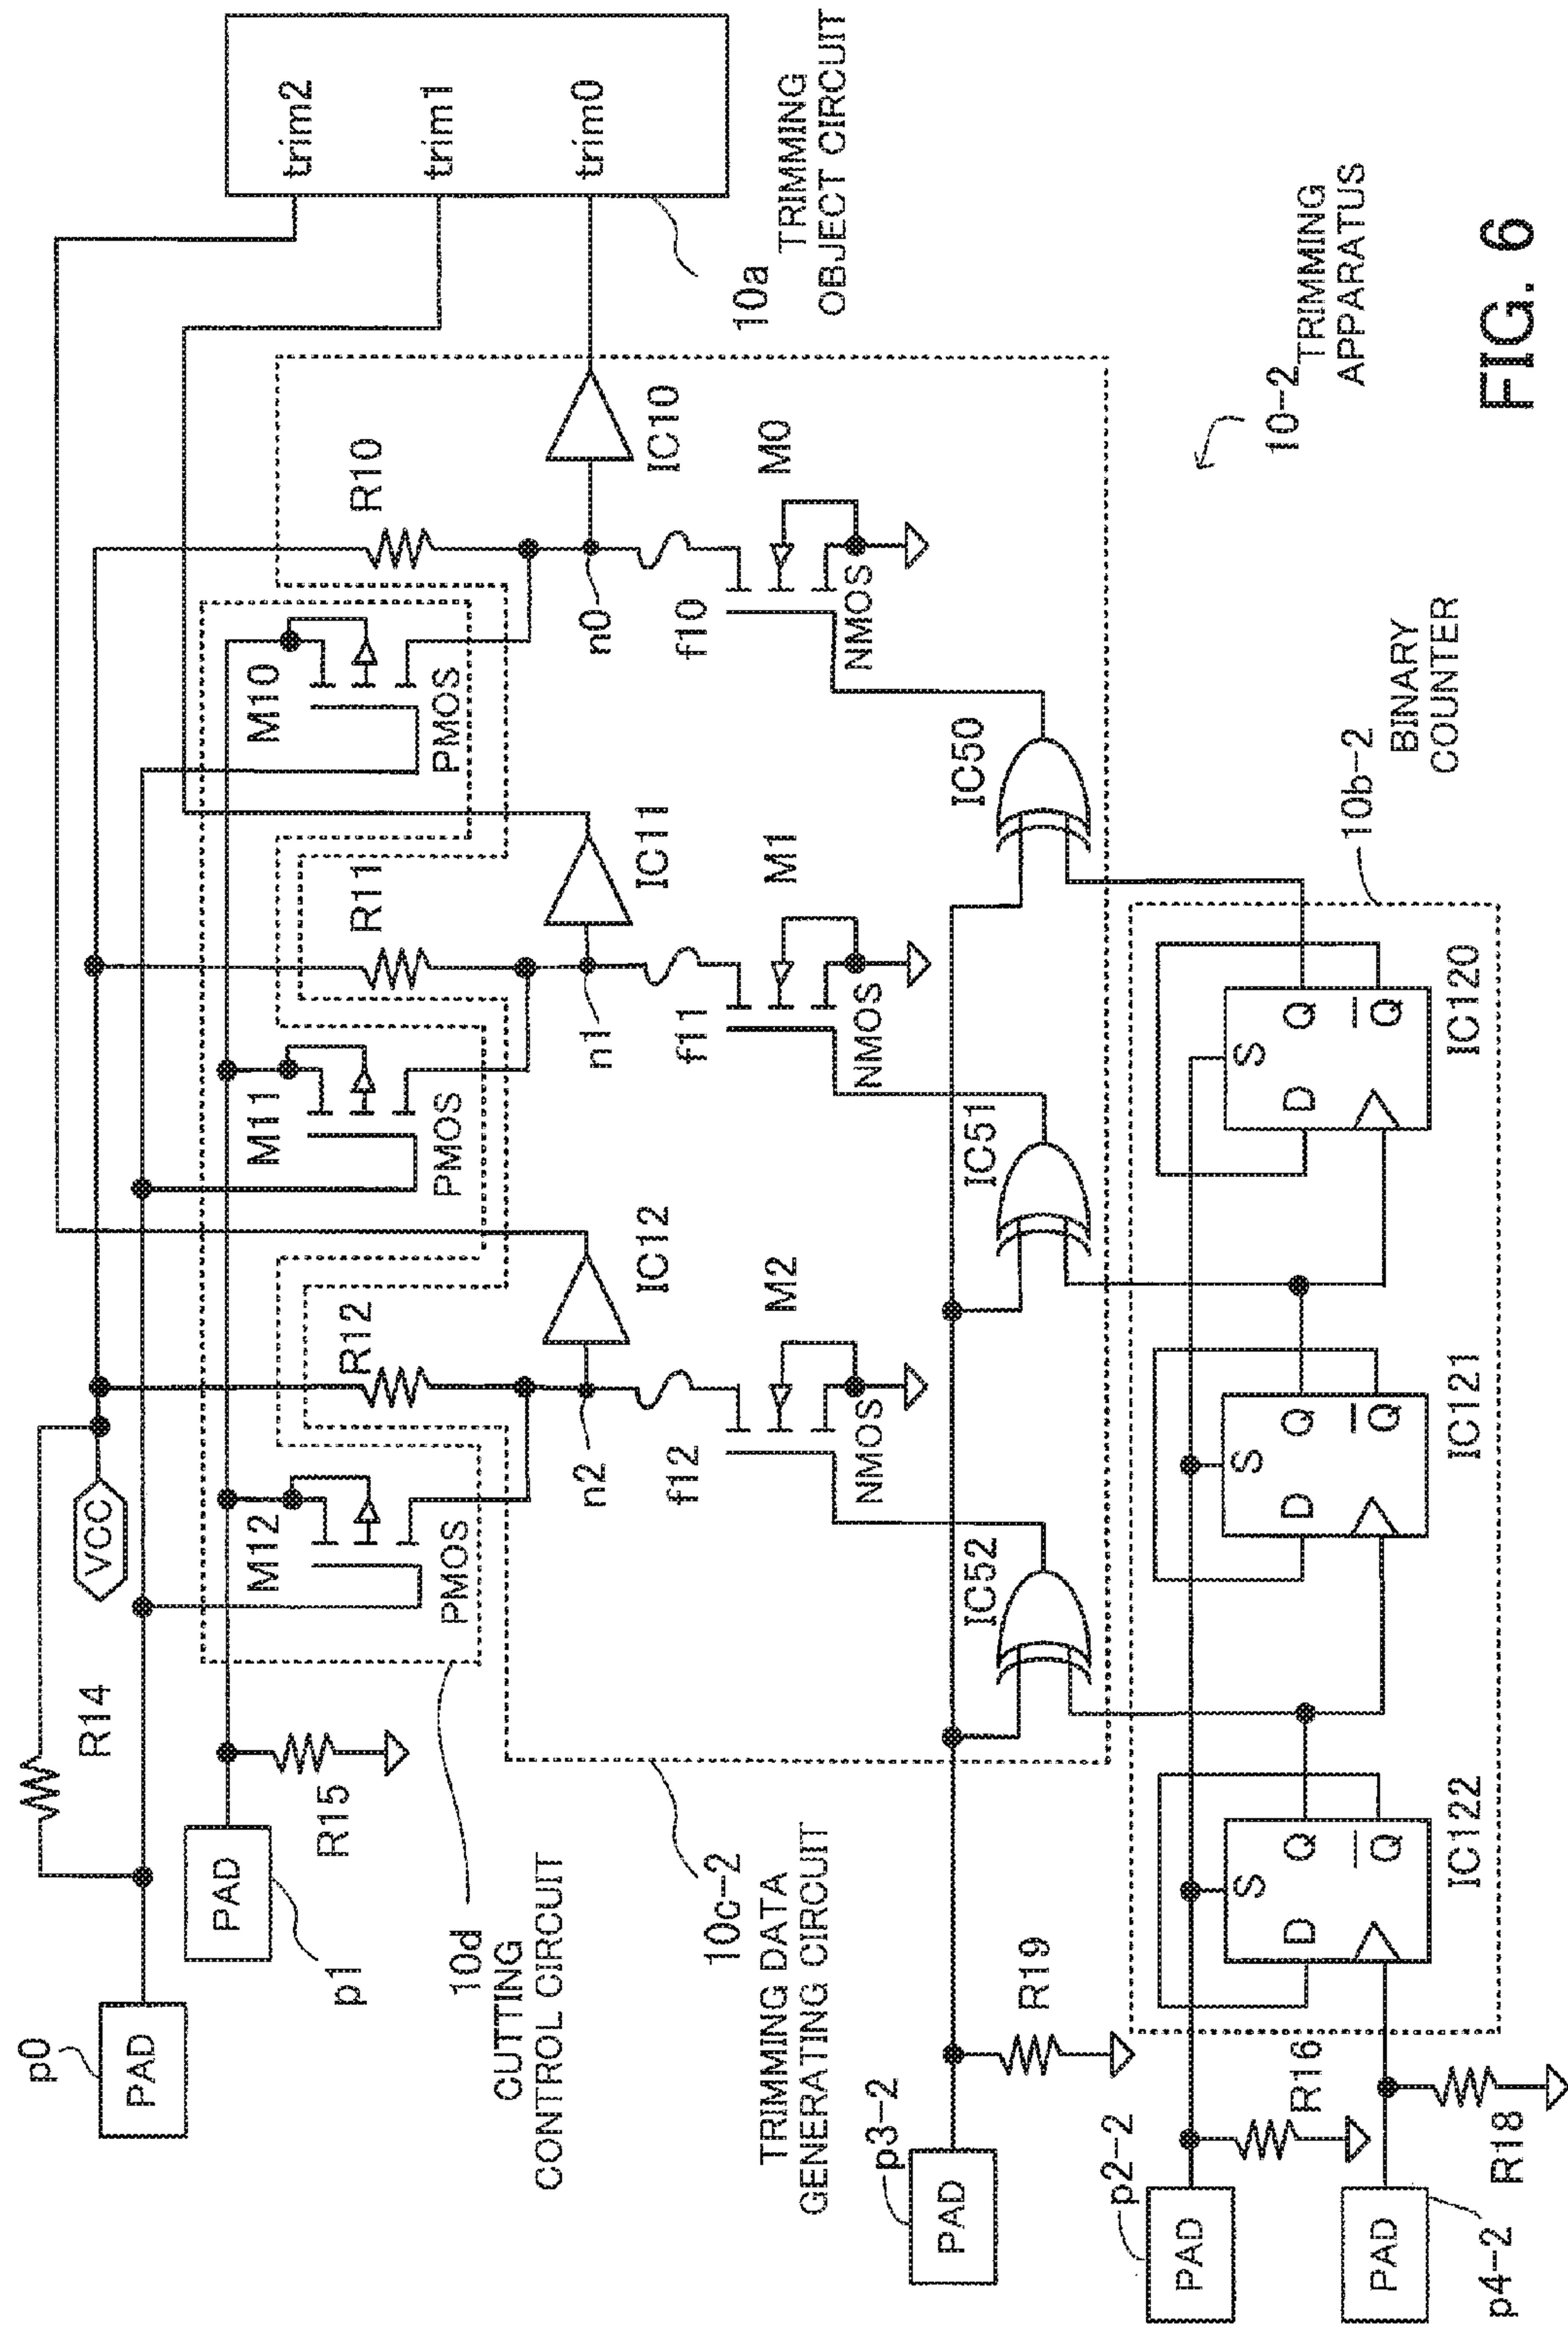 p0
PAD
p1
PAD
R14
VCC
R15
10d
CUTTING
CONTROL CIRCUIT
M12
PMOS
R12
M11
PMOS
R11
M10
PMOS
R10
trim2
trim1
trim0
10a
TRIMMING
OBJECT CIRCUIT
n2
IC12
n1
IC11
n0
IC10
f12
M2
NMOS
f11
M1
NMOS
f10
M0
NMOS
10c-2
TRIMMING DATA
GENERATING CIRCUIT
p3-2
PAD
R19
IC52
IC51
IC50
p2-2
PAD
R16
PAD
p4-2
R18
S
D
Q
Q
IC122
S
D
Q
Q
IC121
S
D
Q
Q
IC120
10b-2
BINARY
COUNTER
10-2
TRIMMING
APPARATUS
FIG. 6